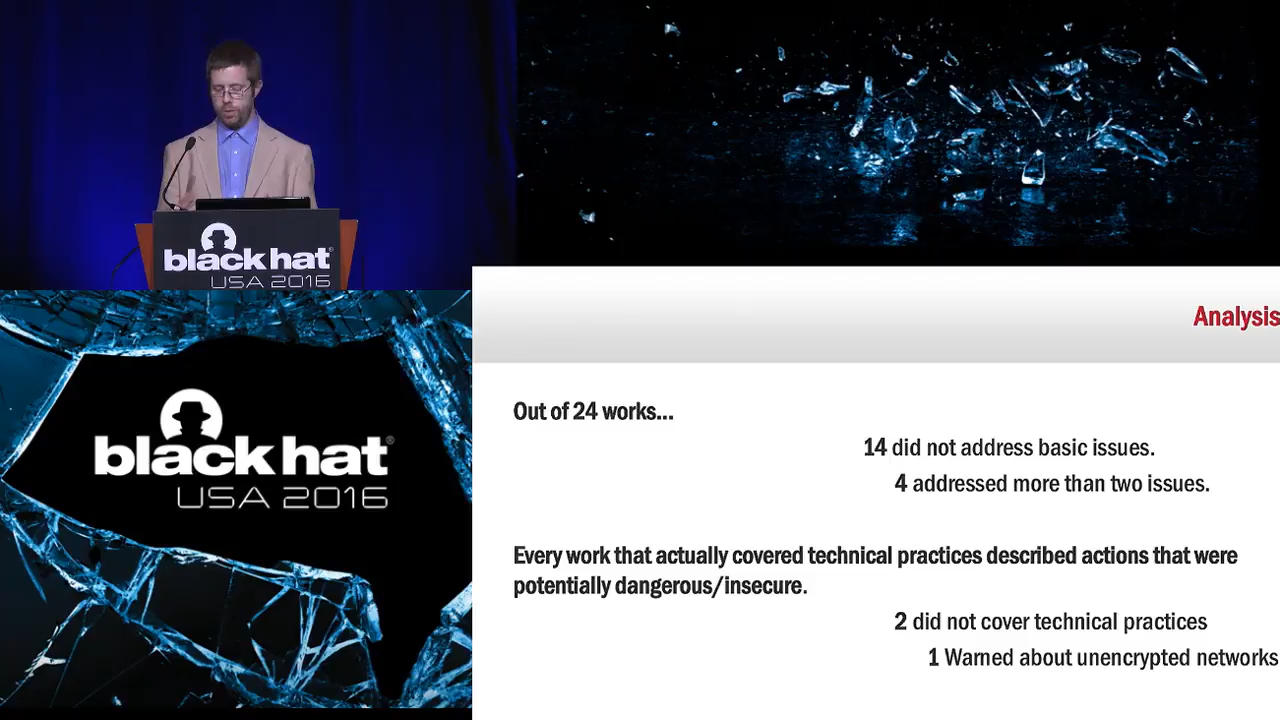 black hat®
USA 2016
black hat®
USA 2016
Analysis
Out of 24 works...
14 did not address basic issues.
4 addressed more than two issues.
Every work that actually covered technical practices described actions that were
potentially dangerous/insecure.
2 did not cover technical practices
1 Warned about unencrypted networks